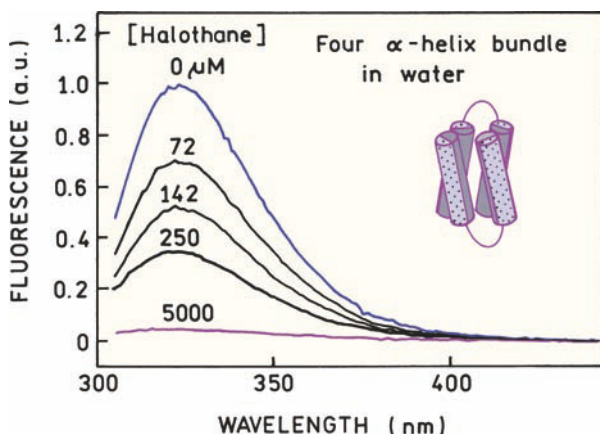 [Halothane]
0 μM
72
142
250
5000
Four α-helix bundle
in water
FLUORESCENCE (a.u.)
1.2
1.0
0.8
0.6
0.4
0.2
0
300
350
400
WAVELENGTH (nm)